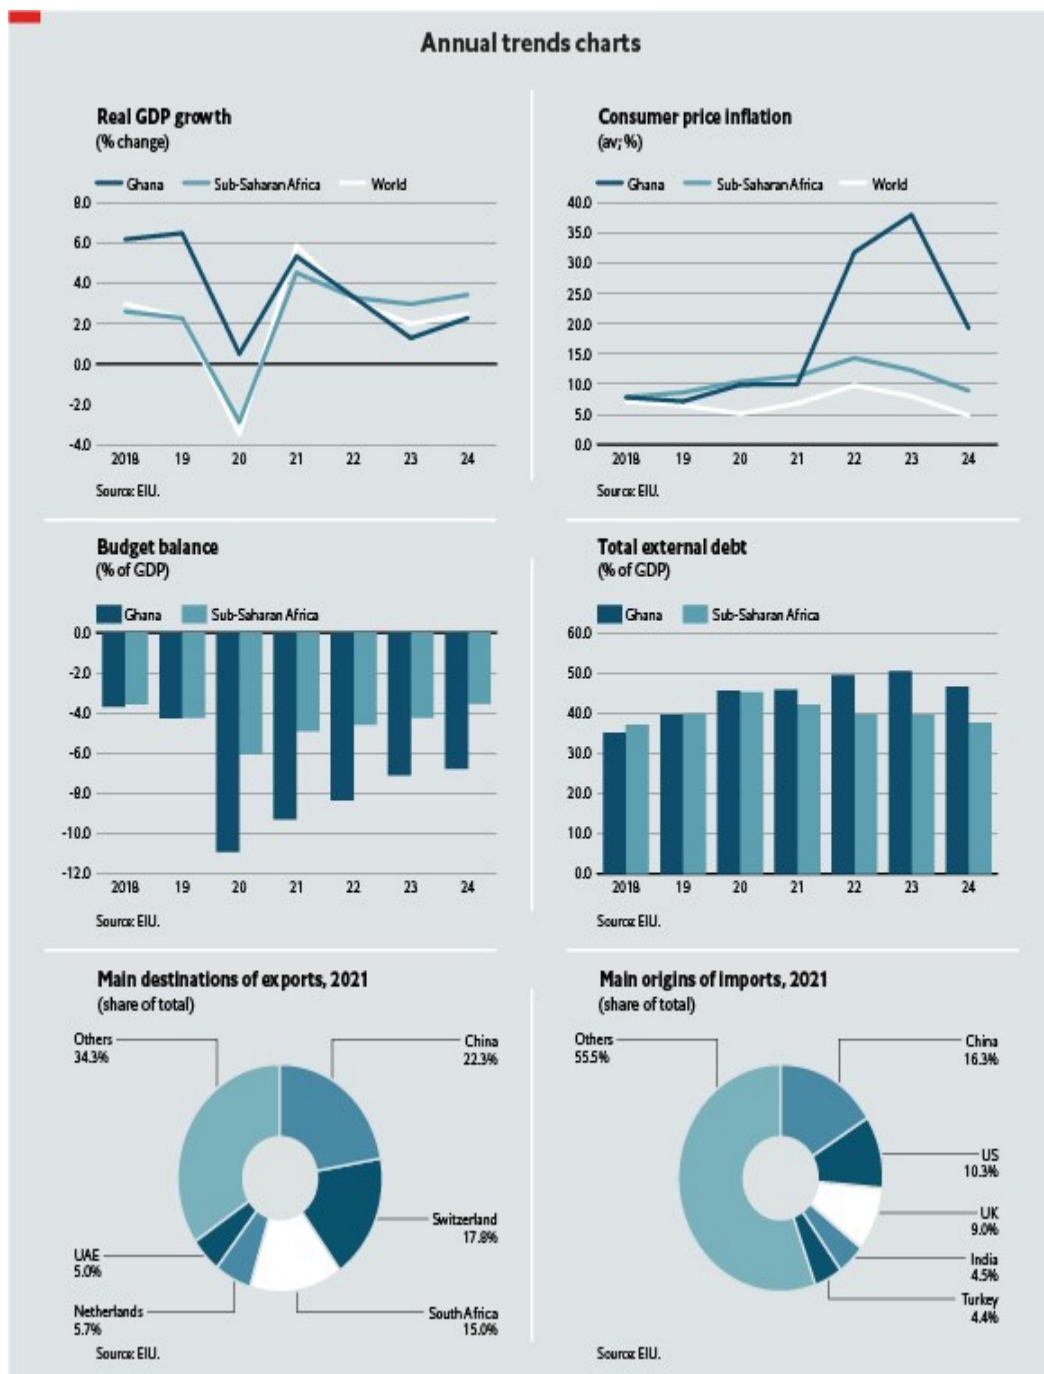 Annual trends charts
Real GDP growth
(% change)
Ghana Sub-Saharan Africa World
8.0
6.0
4.0
2.0
0.0
-2.0
-4.0
2018 19 20 21 22 23 24
Source: EIU.
Consumer price inflation
(av; %)
Ghana Sub-Saharan Africa World
40.0
35.0
30.0
25.0
20.0
15.0
10.0
5.0
0.0
2018 19 20 21 22 23 24
Source: EIU.
Budget balance
(% of GDP)
Ghana Sub-Saharan Africa
0.0
-2.0
-4.0
-6.0
-8.0
-10.0
-12.0
2018 19 20 21 22 23 24
Source: EIU.
Total external debt
(% of GDP)
Ghana Sub-Saharan Africa
60.0
50.0
40.0
30.0
20.0
10.0
0.0
2018 19 20 21 22 23 24
Source: EIU.
Main destinations of exports, 2021
(share of total)
Others
34.3%
China
22.3%
Switzerland
17.8%
UAE
5.0%
Netherlands
5.7%
South Africa
15.0%
Source: EIU.
Main origins of imports, 2021
(share of total)
Others
55.5%
China
16.3%
US
10.3%
UK
9.0%
India
4.5%
Turkey
4.4%
Source: EIU.